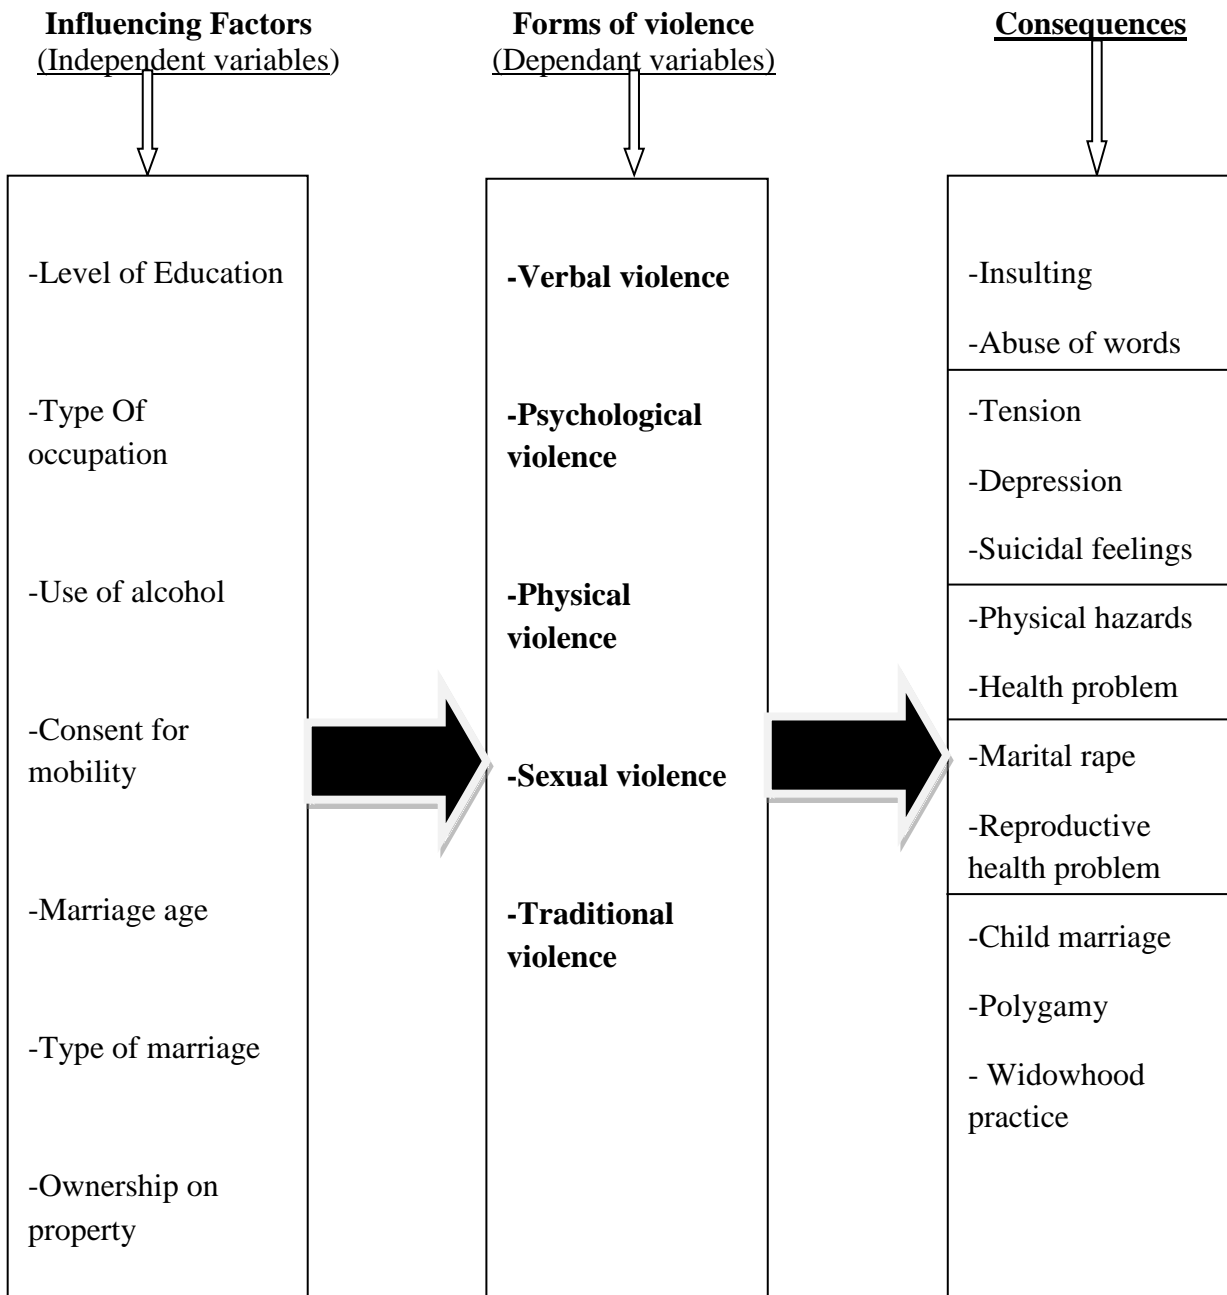 Influencing Factors
(Independent variables)
-Level of Education
-Type Of
occupation
-Use of alcohol
-Consent for
mobility
-Marriage age
-Type of marriage
-Ownership on
property
Forms of violence
(Dependant variables)
-Verbal violence
-Psychological
violence
-Physical
violence
-Sexual violence
-Traditional
violence
Consequences
-Insulting
-Abuse of words
-Tension
-Depression
-Suicidal feelings
-Physical hazards
-Health problem
-Marital rape
-Reproductive
health problem
-Child marriage
-Polygamy
- Widowhood
practice